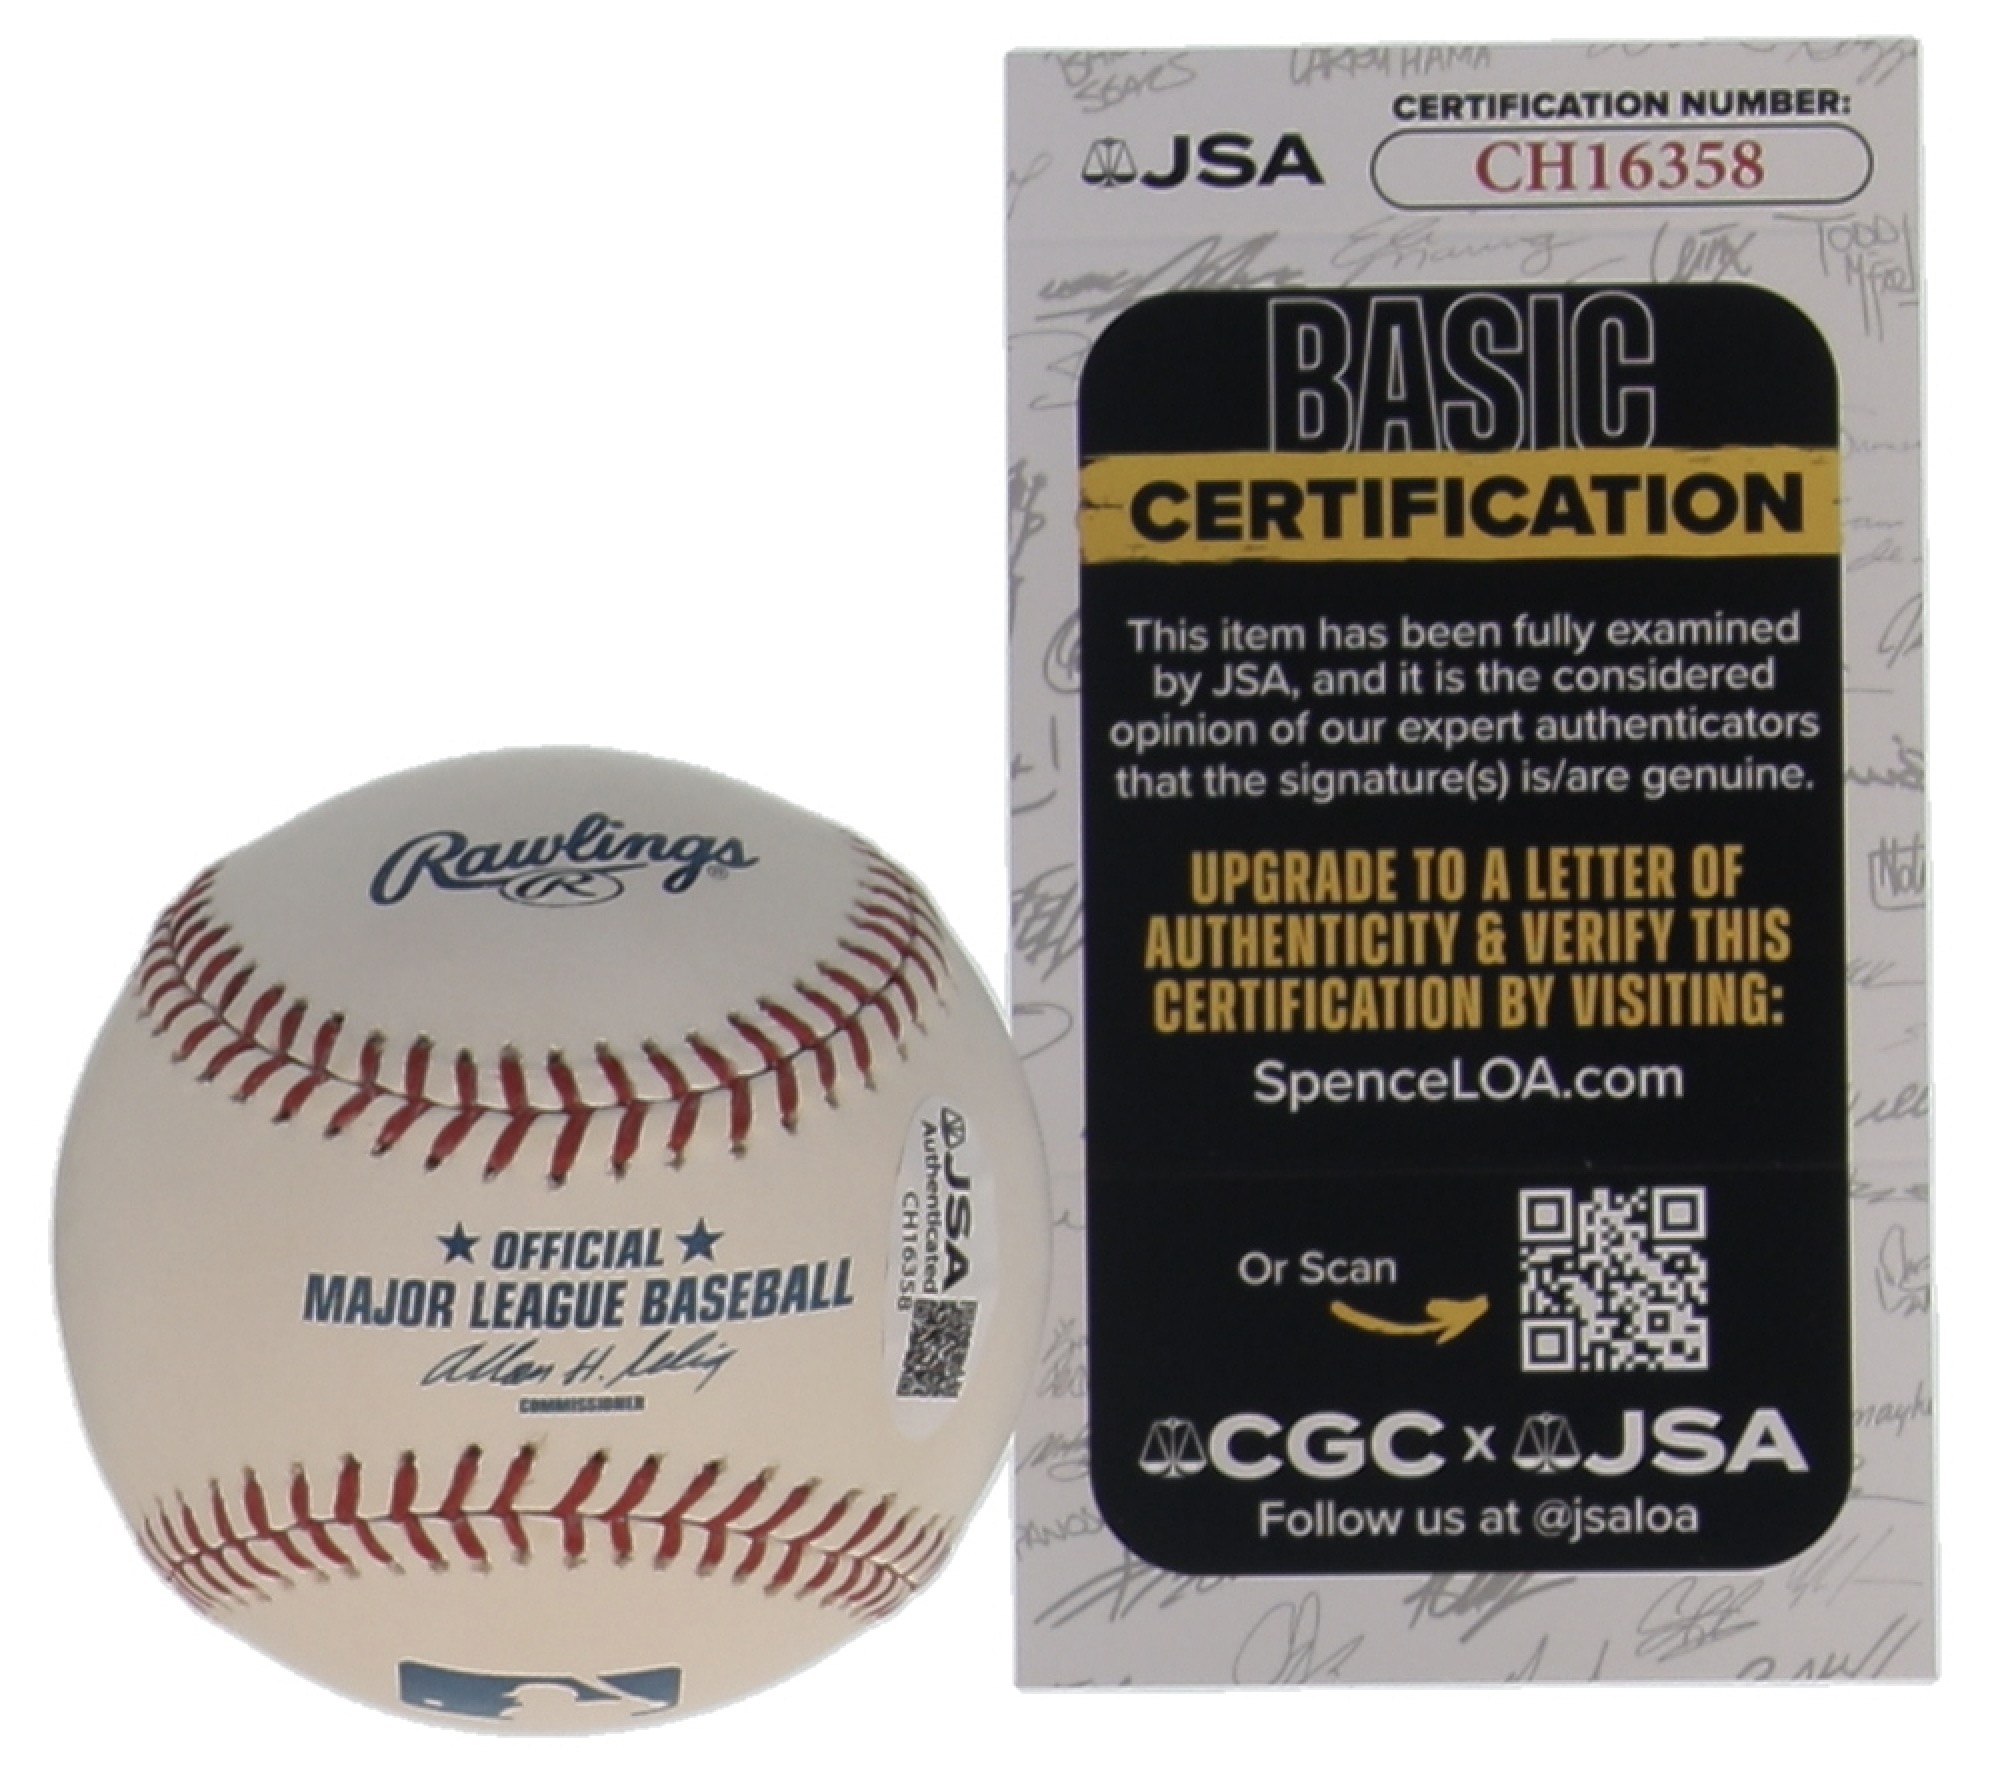 Rawlings
R
OFFICIAL
MAJOR LEAGUE BASEBALL
Allan H. Selig
COMMISSIONER
JSA
Authenticated
CH16358
CERTIFICATION NUMBER:
JSA
CH16358
BASIC
CERTIFICATION
This item has been fully examined
by JSA, and it is the considered
opinion of our expert authenticators
that the signature(s) is/are genuine.
UPGRADE TO A LETTER OF
AUTHENTICITY & VERIFY THIS
CERTIFICATION BY VISITING:
SpenceLOA.com
Or Scan
CGC x JSA
Follow us at @jsaloa